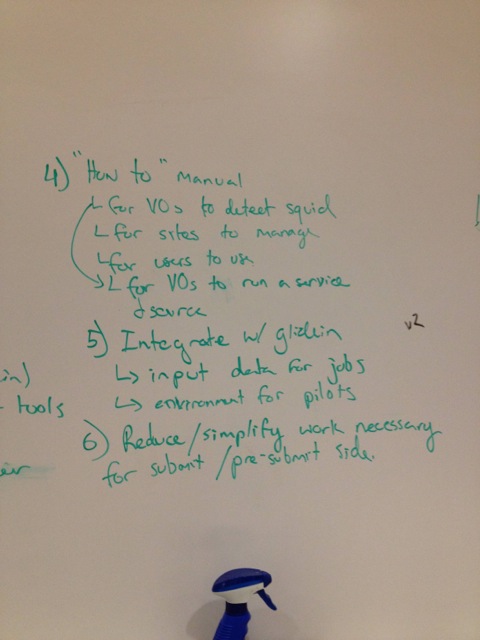 4) "How to" manual
↳ for VOs to detect squid
↳ for sites to manage
↳ for users to use
↳ for VOs to run a service
source
5) Integrate w/ glidein
↳ input data for jobs
↳ environment for pilots
6) Reduce/simplify work necessary
for submit/pre-submit side.
v2
in)
tools